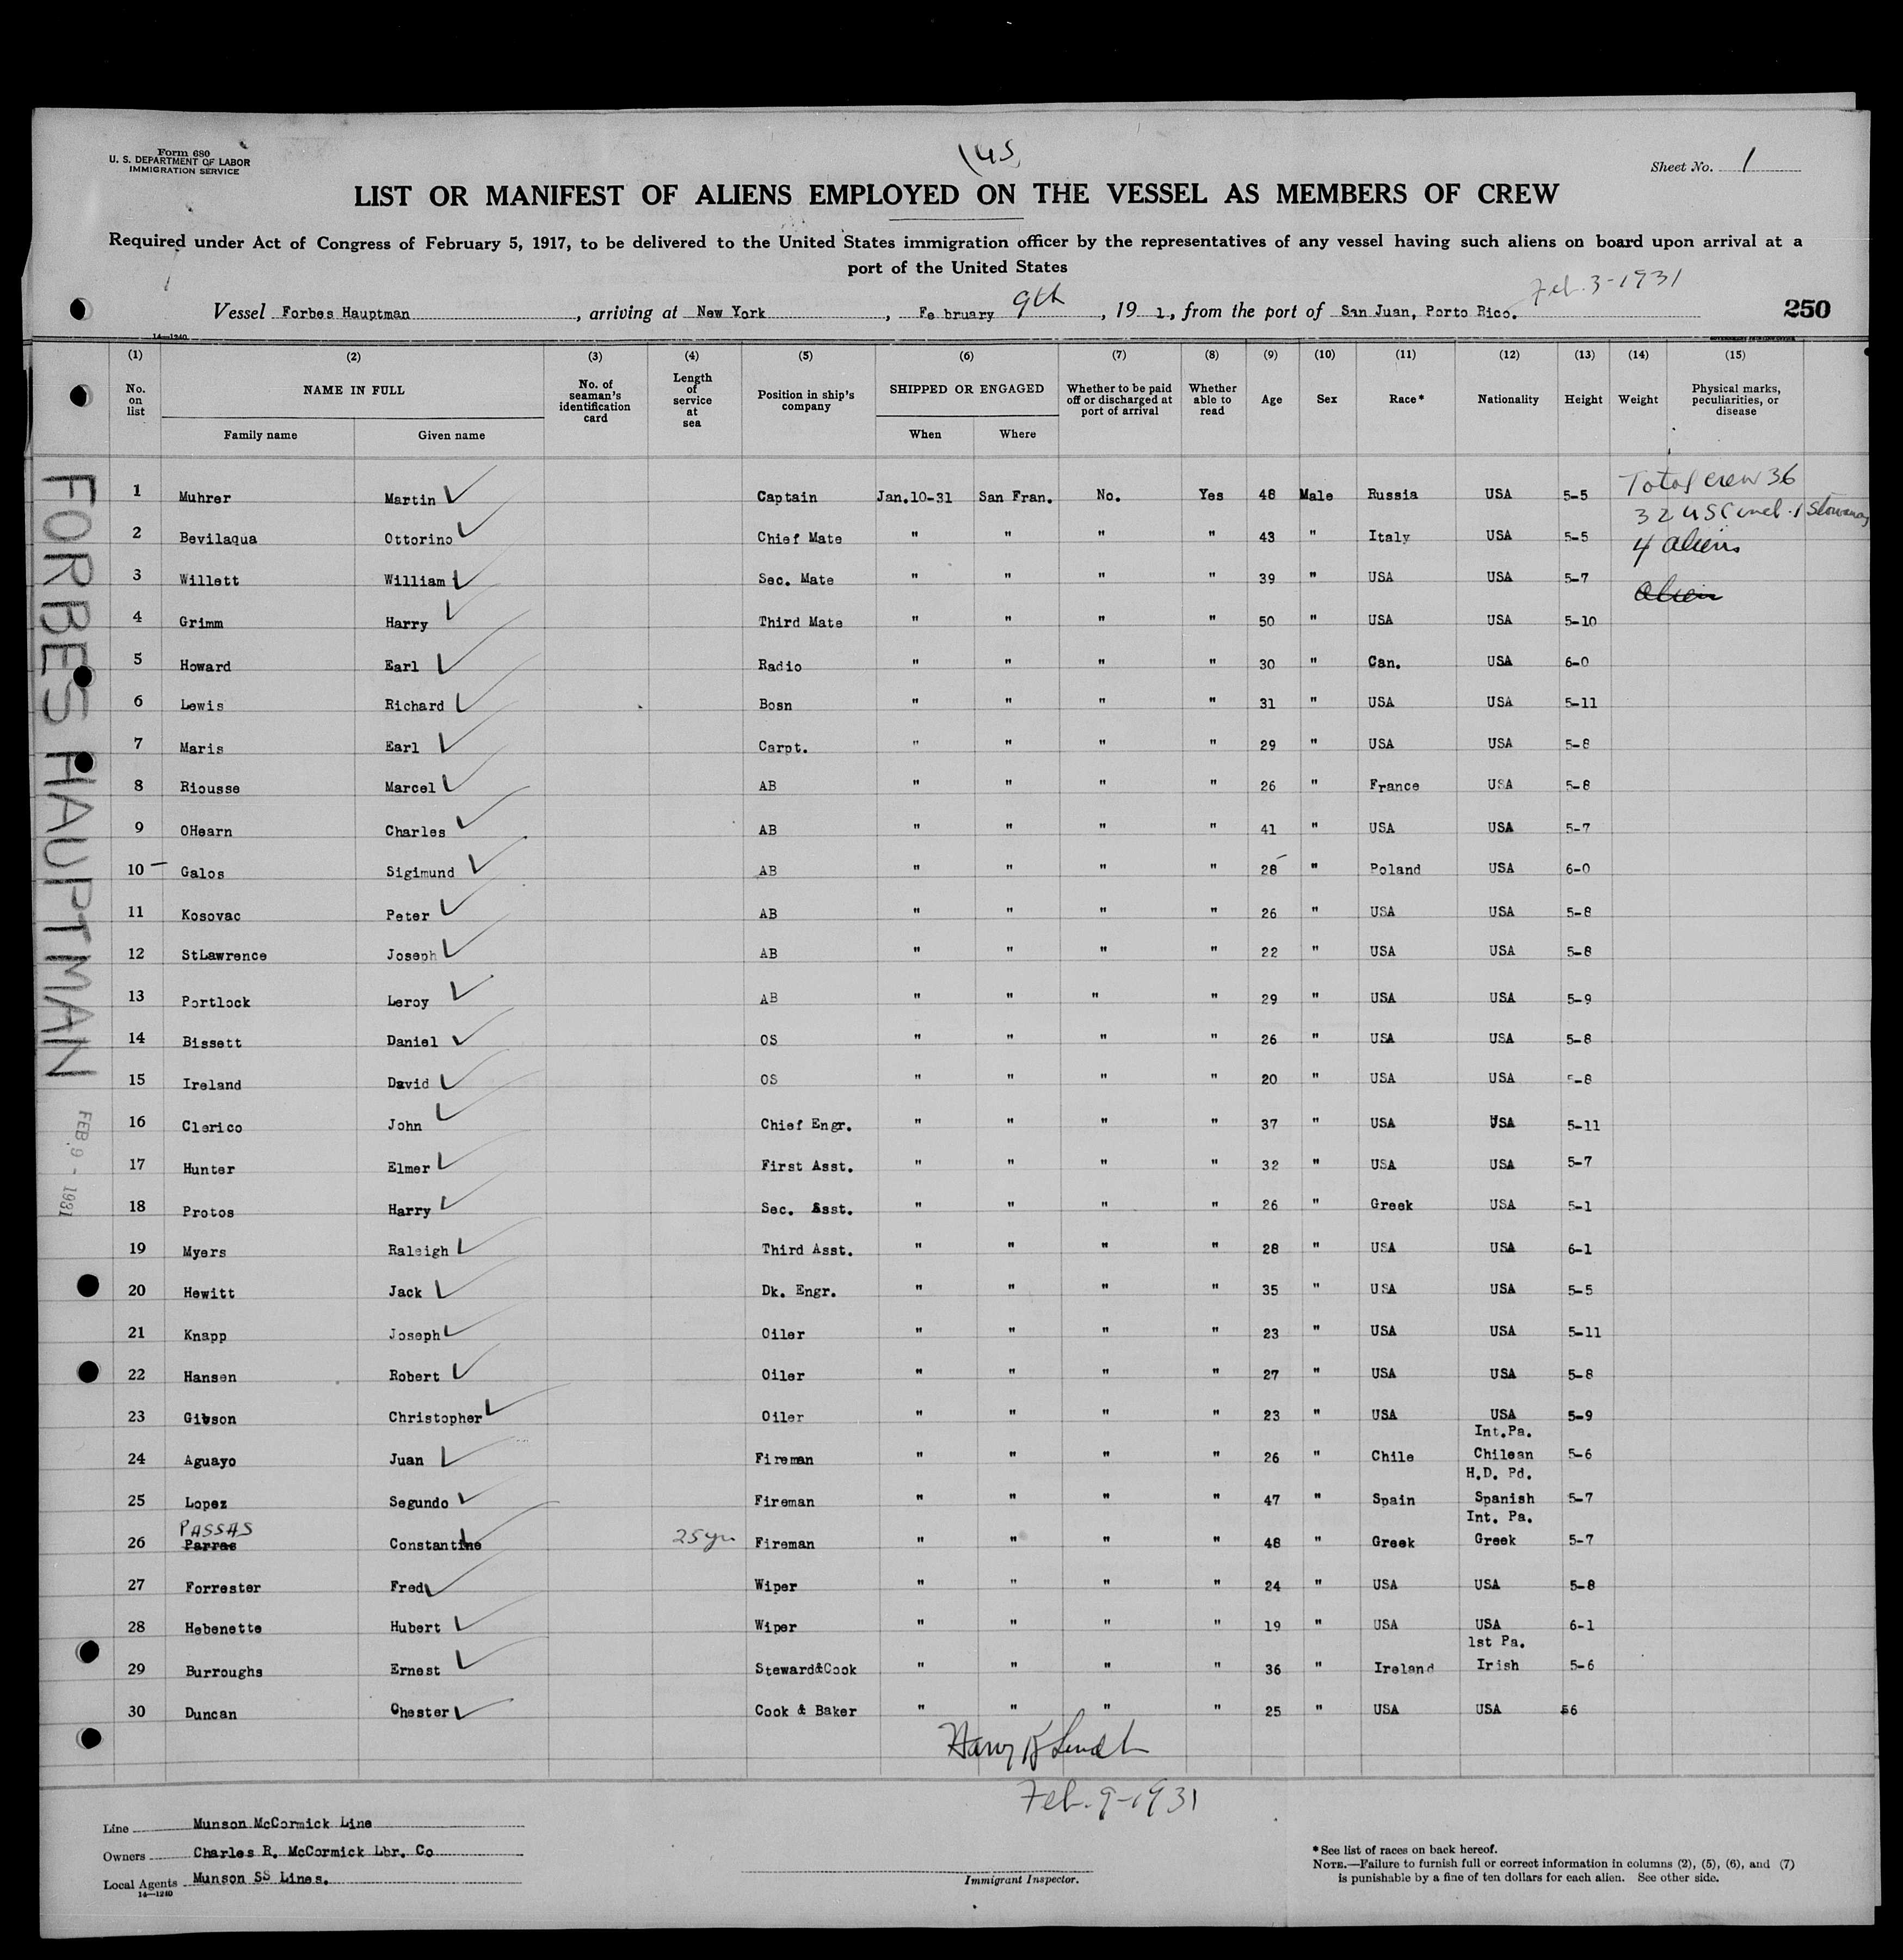 Form 680
U. S. DEPARTMENT OF LABOR
IMMIGRATION SERVICE
Sheet No. 1
LIST OR MANIFEST OF ALIENS EMPLOYED ON THE VESSEL AS MEMBERS OF CREW
Required under Act of Congress of February 5, 1917, to be delivered to the United States immigration officer by the representatives of any vessel having such aliens on board upon arrival at a
port of the United States
Feb. 3-1931
Vessel Forbes Hauptman, arriving at New York, Fe bruary 9th, 19 1, from the port of San Juan, Porto Rico.
250
14—1240
(1) (2) (3) (4) (5) (6) (7) (8) (9) (10) (11) (12) (13) (14) (15)
No. on list
NAME IN FULL
Family name
Given name
No. of seaman's identification card
Length of service at sea
Position in ship's company
SHIPPED OR ENGAGED
When
Where
Whether to be paid off or discharged at port of arrival
Whether able to read
Age
Sex
Race*
Nationality
Height
Weight
Physical marks, peculiarities, or disease
FORBES HAUPTMAN
FEB. 9 - 1931
Total crew 36
32 USC incl. 1 Stowaway
4 aliens
alien
1 Muhrer Martin Captain Jan.10-31 San Fran. No. Yes 48 Male Russia USA 5-5
2 Bevilaqua Ottorino Chief Mate " " " " 43 " Italy USA 5-5
3 Willett William Sec. Mate " " " " 39 " USA USA 5-7
4 Grimm Harry Third Mate " " " " 50 " USA USA 5-10
5 Howard Earl Radio " " " " 30 " Can. USA 6-0
6 Lewis Richard Bosn " " " " 31 " USA USA 5-11
7 Maris Earl Carpt. " " " " 29 " USA USA 5-8
8 Riousse Marcel AB " " " " 26 " France USA 5-8
9 OHearn Charles AB " " " " 41 " USA USA 5-7
10 Galos Sigimund AB " " " " 28 " Poland USA 6-0
11 Kosovac Peter AB " " " " 26 " USA USA 5-8
12 StLawrence Joseph AB " " " " 22 " USA USA 5-8
13 Portlock Leroy AB " " " " 29 " USA USA 5-9
14 Bissett Daniel OS " " " " 26 " USA USA 5-8
15 Ireland David OS " " " " 20 " USA USA 5-8
16 Clerico John Chief Engr. " " " " 37 " USA USA 5-11
17 Hunter Elmer First Asst. " " " " 32 " USA USA 5-7
18 Protos Harry Sec. Asst. " " " " 26 " Greek USA 5-1
19 Myers Raleigh Third Asst. " " " " 28 " USA USA 6-1
20 Hewitt Jack Dk. Engr. " " " " 35 " USA USA 5-5
21 Knapp Joseph Oiler " " " " 23 " USA USA 5-11
22 Hansen Robert Oiler " " " " 27 " USA USA 5-8
23 Gibson Christopher Oiler " " " " 23 " USA USA 5-9
Int.Pa.
24 Aguayo Juan Fireman " " " " 26 " Chile Chilean 5-6
H.D. Pd.
25 Lopez Segundo Fireman " " " " 47 " Spain Spanish 5-7
PASSAS Int. Pa.
26 Parras Constantine 25 yr Fireman " " " " 48 " Greek Greek 5-7
27 Forrester Fred Wiper " " " " 24 " USA USA 5-8
28 Hebenette Hubert Wiper " " " " 19 " USA USA 6-1
1st Pa.
29 Burroughs Ernest Steward&Cook " " " " 36 " Ireland Irish 5-6
30 Duncan Chester Cook & Baker " " " " 25 " USA USA 56
Feb. 9-1931
Line Munson McCormick Line
Owners Charles R. McCormick Lbr. Co
Local Agents Munson SS Lines.
14—1240
Immigrant Inspector.
*See list of races on back hereof.
NOTE.—Failure to furnish full or correct information in columns (2), (5), (6), and (7)
is punishable by a fine of ten dollars for each alien. See other side.